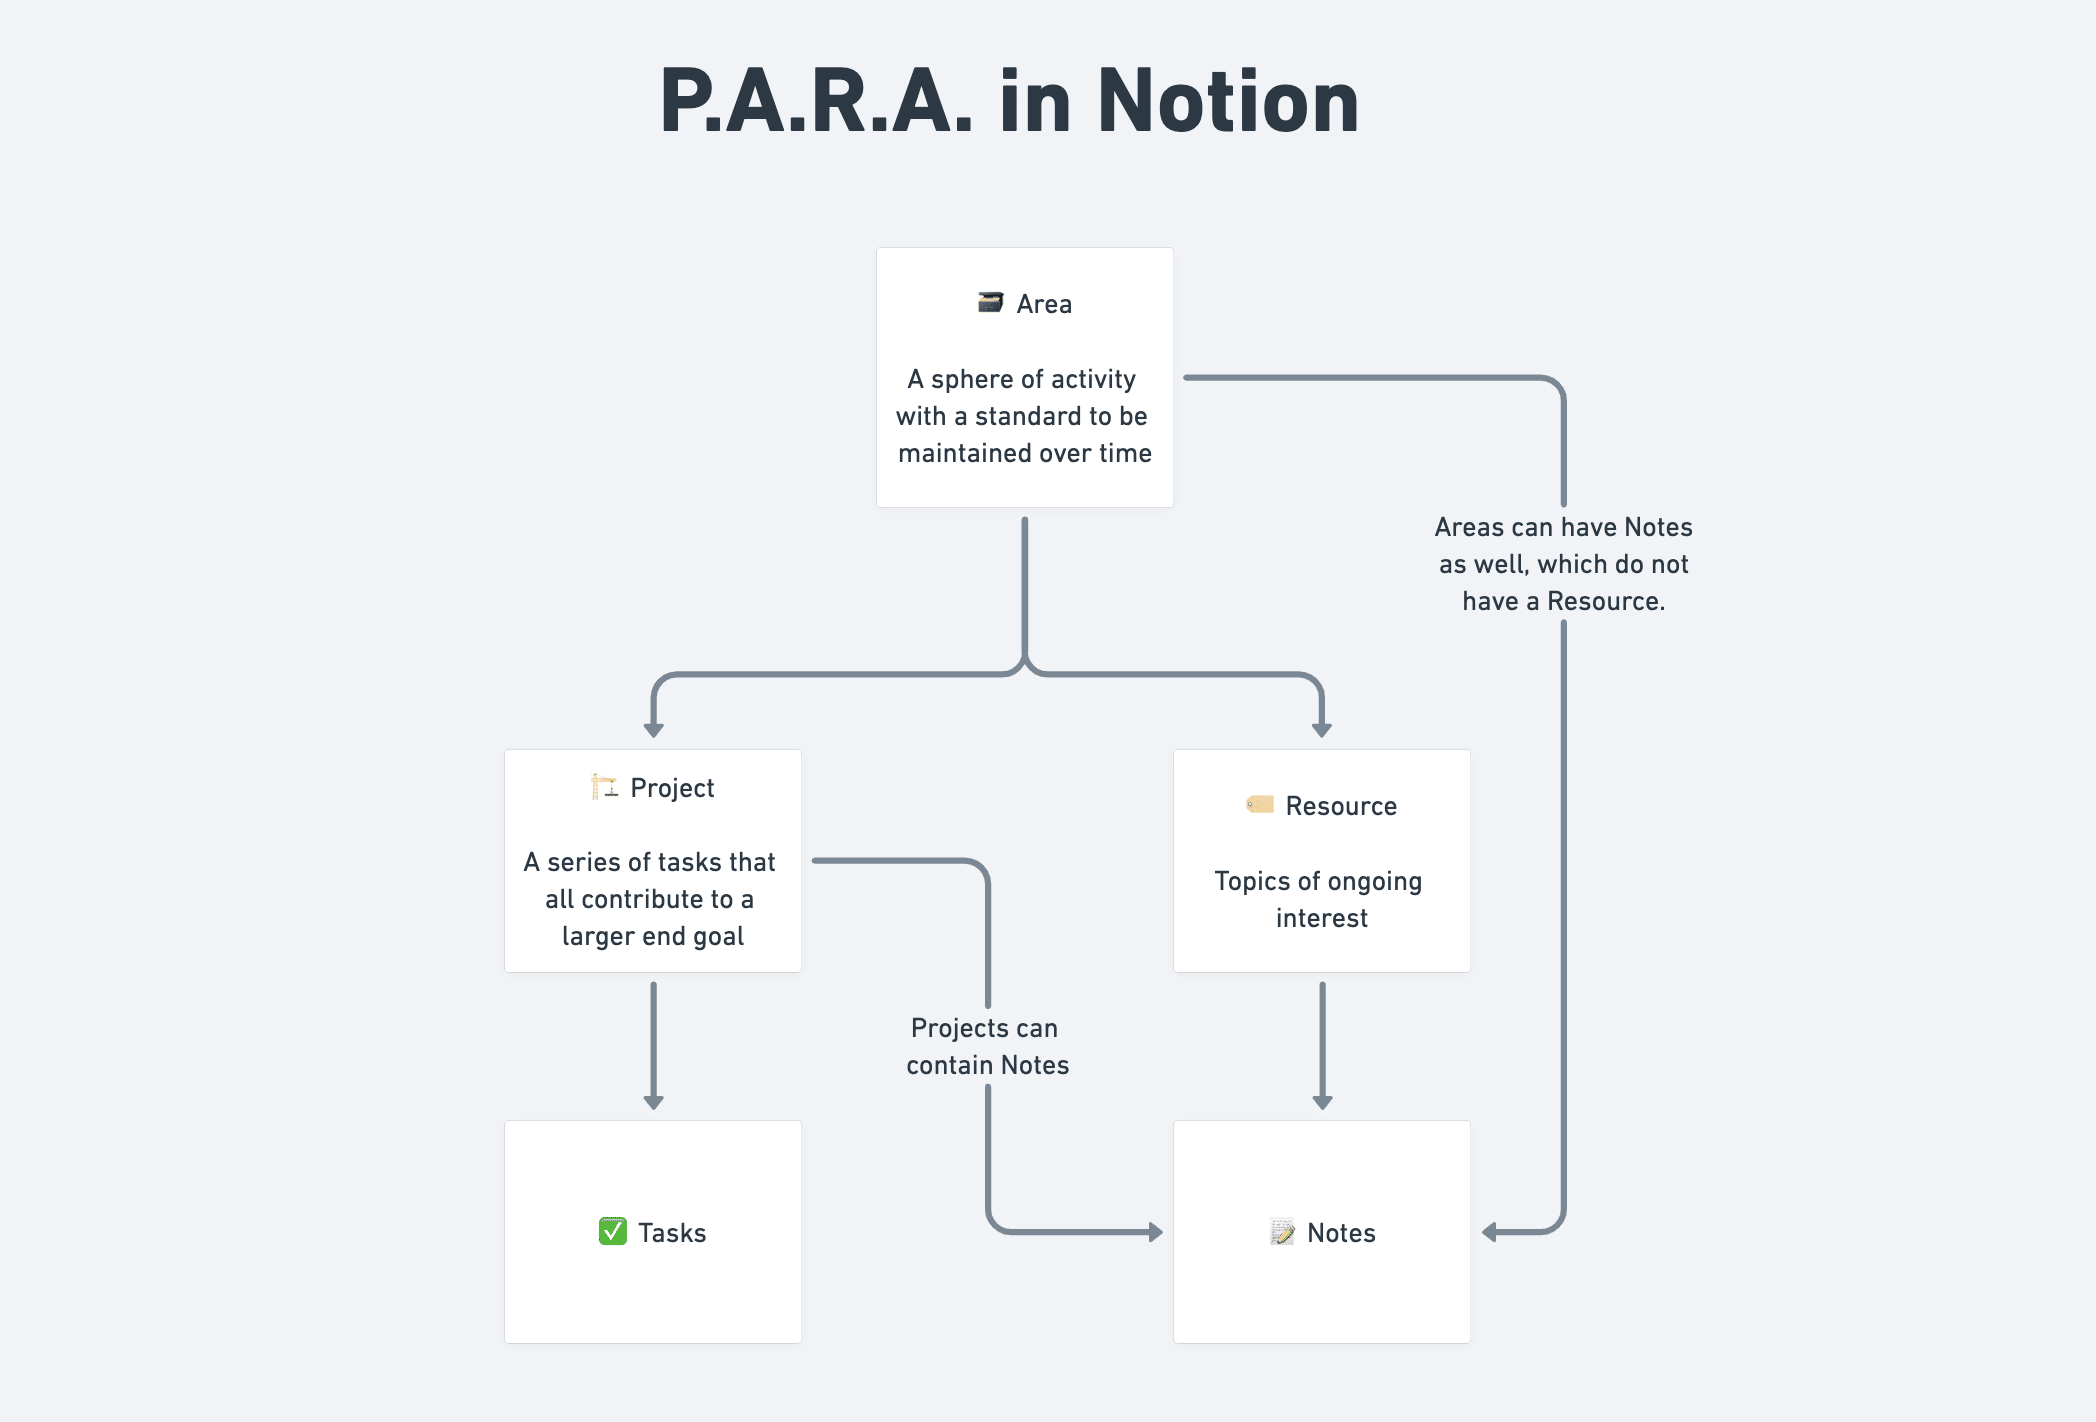 P.A.R.A. in Notion
Area
A sphere of activity
with a standard to be
maintained over time
Areas can have Notes
as well, which do not
have a Resource.
Project
A series of tasks that
all contribute to a
larger end goal
Resource
Topics of ongoing
interest
Projects can
contain Notes
Tasks
Notes